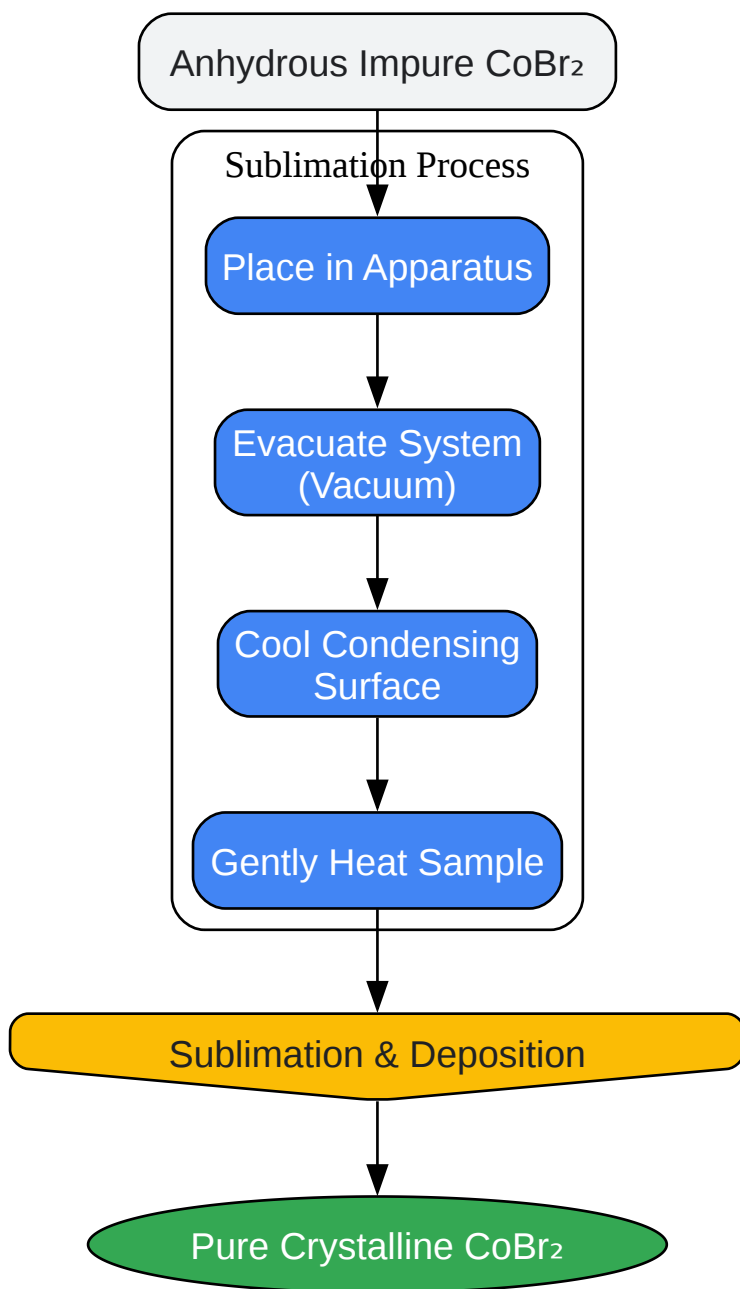 Anhydrous Impure CoBr₂
Sublimation Process
Place in Apparatus
Evacuate System
(Vacuum)
Cool Condensing
Surface
Gently Heat Sample
Sublimation & Deposition
Pure Crystalline CoBr₂